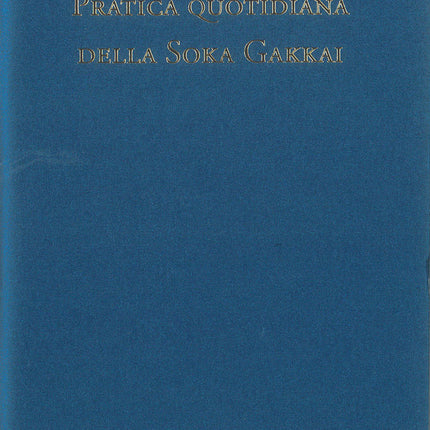 Pratica quotidiana
della Soka Gakkai